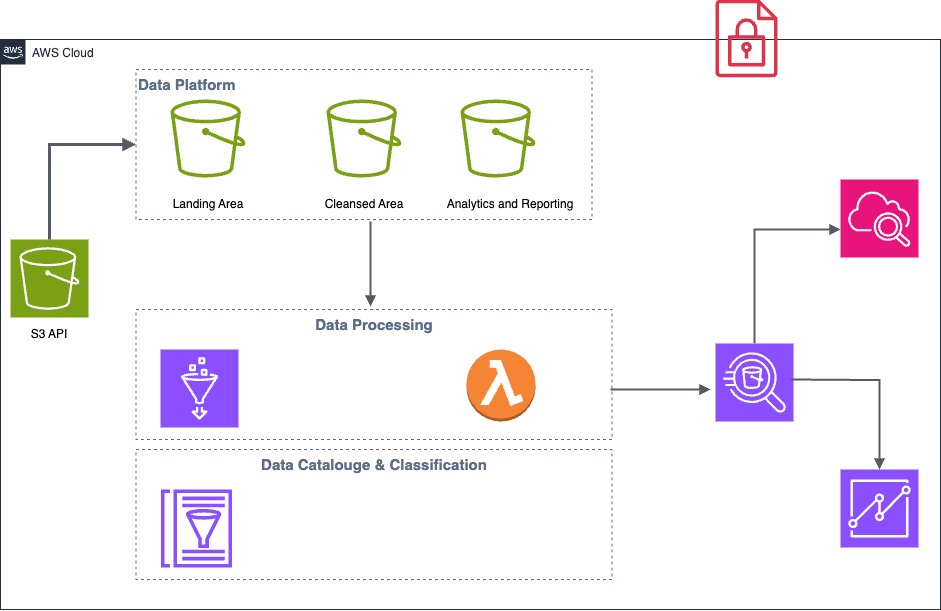 aws
AWS Cloud
Data Platform
Landing Area
Cleansed Area
Analytics and Reporting
S3 API
Data Processing
Data Catalouge & Classification